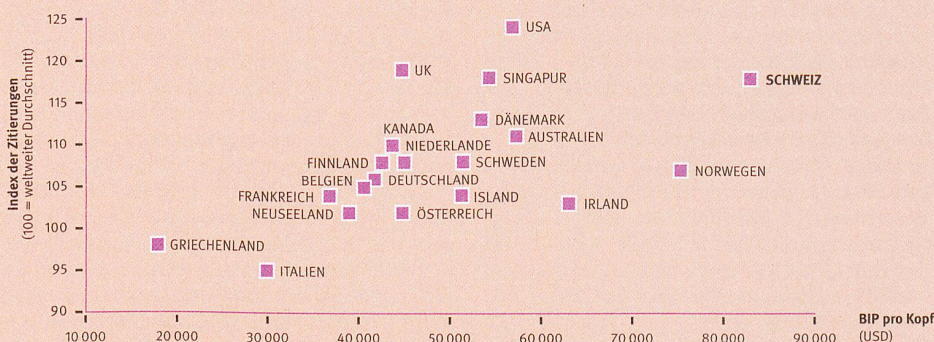 Index der Zitierungen
(100 = weltweiter Durchschnitt)
125
120
115
110
105
100
95
90
USA
UK
SINGAPUR
SCHWEIZ
DÄNEMARK
KANADA
AUSTRALIEN
NIEDERLANDE
FINNLAND
SCHWEDEN
NORWEGEN
BELGIEN
DEUTSCHLAND
FRANKREICH
ISLAND
IRLAND
NEUSEELAND
ÖSTERREICH
GRIECHENLAND
ITALIEN
10 000
20 000
30 000
40 000
50 000
60 000
70 000
80 000
90 000
BIP pro Kopf
(USD)